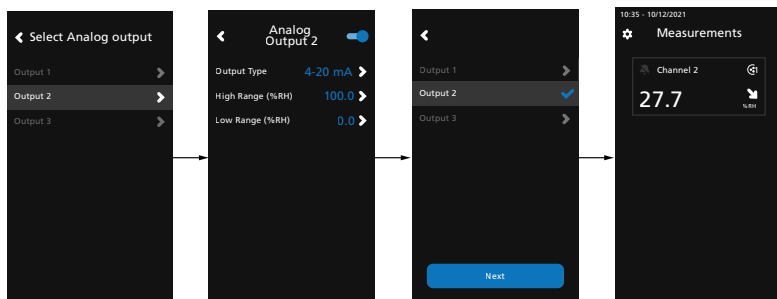 Select Analog output
Output 1
Output 2
Output 3
Analog
Output 2
Output Type 4-20 mA
High Range (%RH) 100.0
Low Range (%RH) 0.0
Output 1
Output 2
Output 3
Next
10:35 - 10/12/2021
Measurements
Channel 2
27.7
% RH